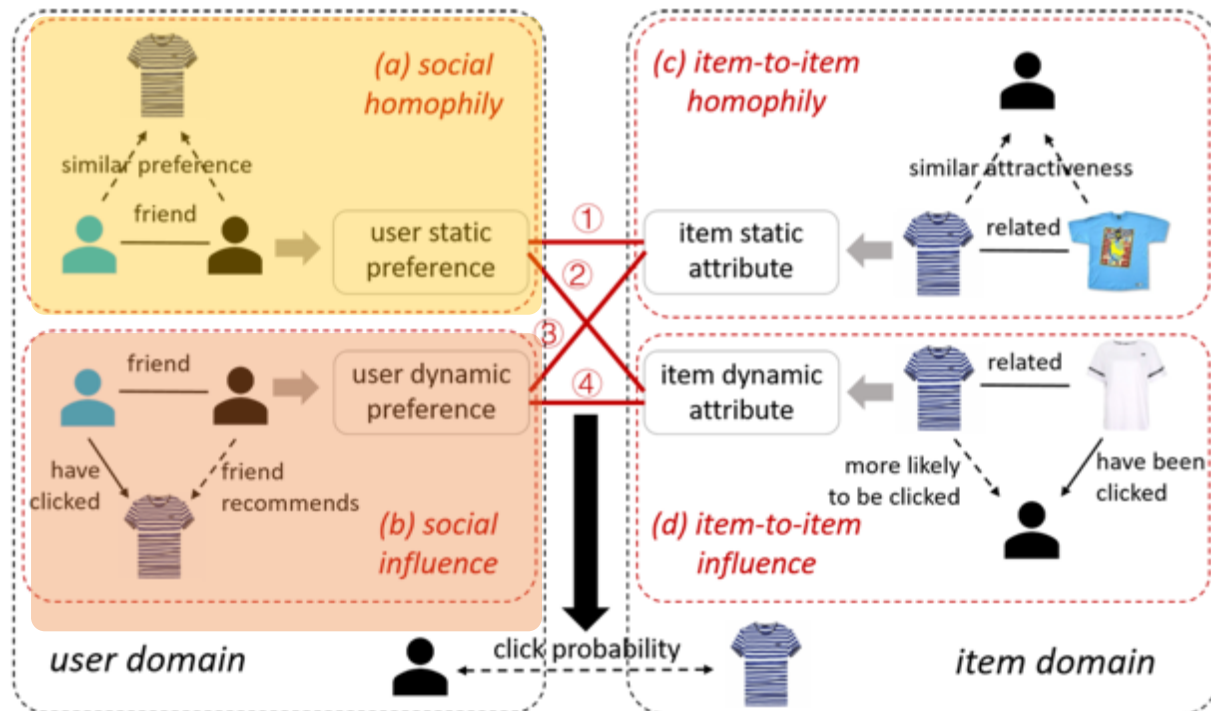 (a) social
homophily
similar preference
friend
user static
preference
(c) item-to-item
homophily
similar attractiveness
related
item static
attribute
①
②
③
④
friend
user dynamic
preference
have
clicked
friend
recommends
(b) social
influence
item dynamic
attribute
related
more likely
to be clicked
have been
clicked
(d) item-to-item
influence
user domain
click probability
item domain